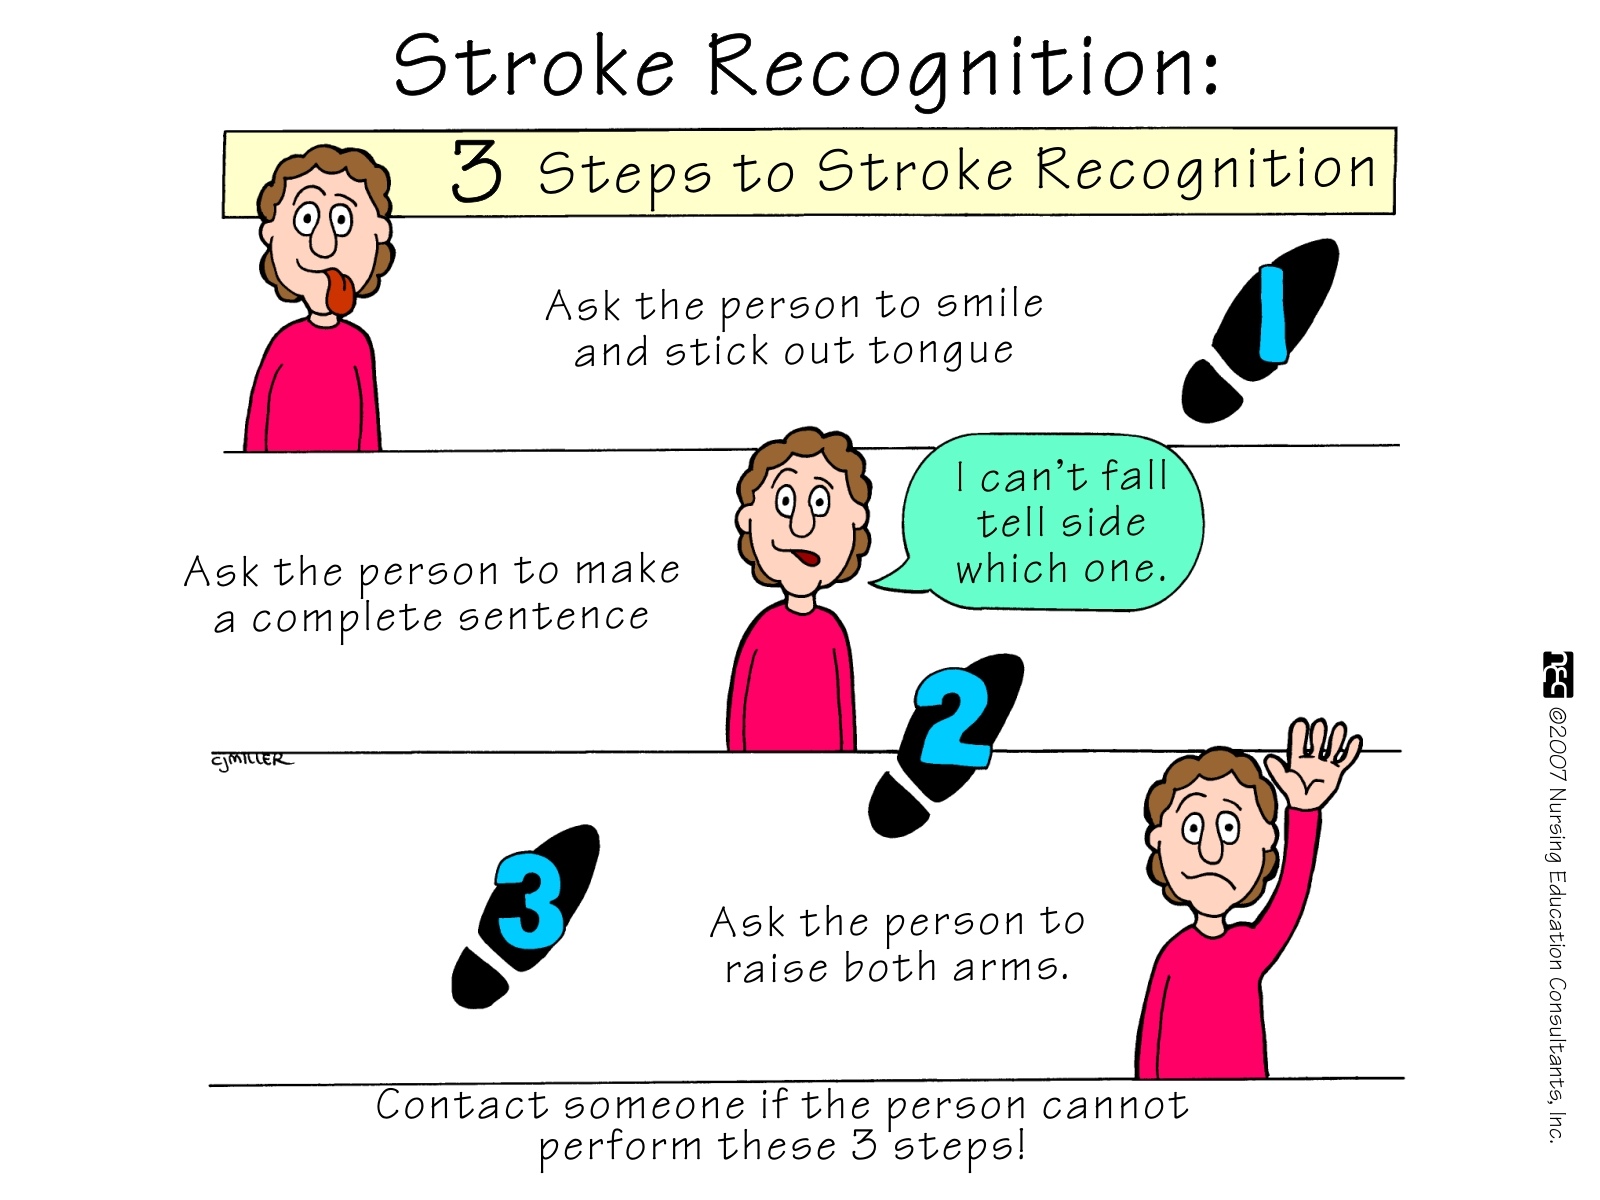 Stroke Recognition:
3 Steps to Stroke Recognition
Ask the person to smile
and stick out tongue
1
Ask the person to make
a complete sentence
I can't fall
tell side
which one.
2
CJMILLER
3
Ask the person to
raise both arms.
Contact someone if the person cannot
perform these 3 steps!
nec ©2007 Nursing Education Consultants, Inc.